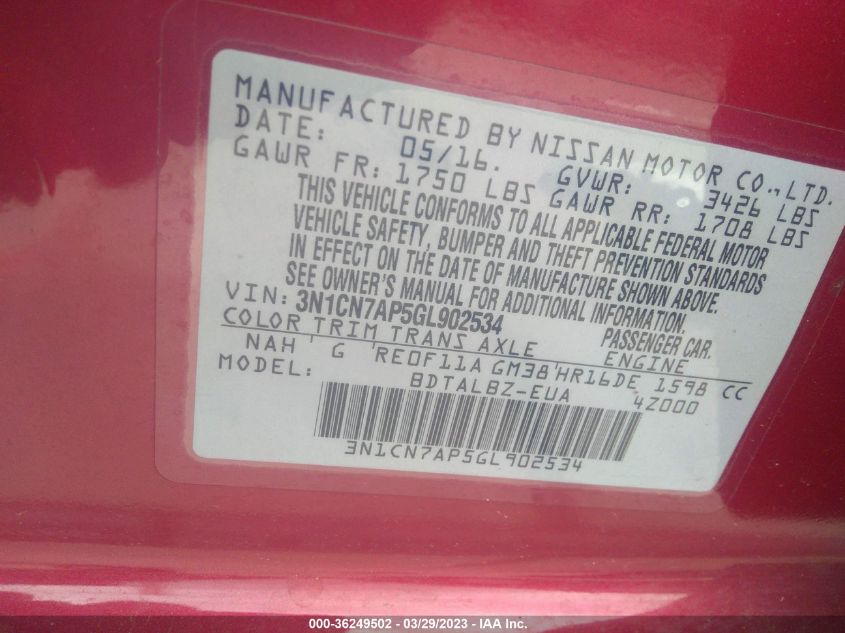 MANUFACTURED BY NISSAN MOTOR CO.,LTD.
DATE: 05/16. GVWR: 3426 LBS
GAWR FR: 1750 LBS GAWR RR: 1708 LBS
THIS VEHICLE CONFORMS TO ALL APPLICABLE FEDERAL MOTOR
VEHICLE SAFETY, BUMPER AND THEFT PREVENTION STANDARDS
IN EFFECT ON THE DATE OF MANUFACTURE SHOWN ABOVE.
SEE OWNER'S MANUAL FOR ADDITIONAL INFORMATION.
VIN: 3N1CN7AP5GL902534 PASSENGER CAR.
COLOR TRIM TRANS AXLE ENGINE
NAH ' G 'RE0F11A GM38'HR16DE 1598 CC
MODEL: BDTALBZ-EUA 4Z000
3N1CN7AP5GL902534
000-36249502 - 03/29/2023 - IAA Inc.